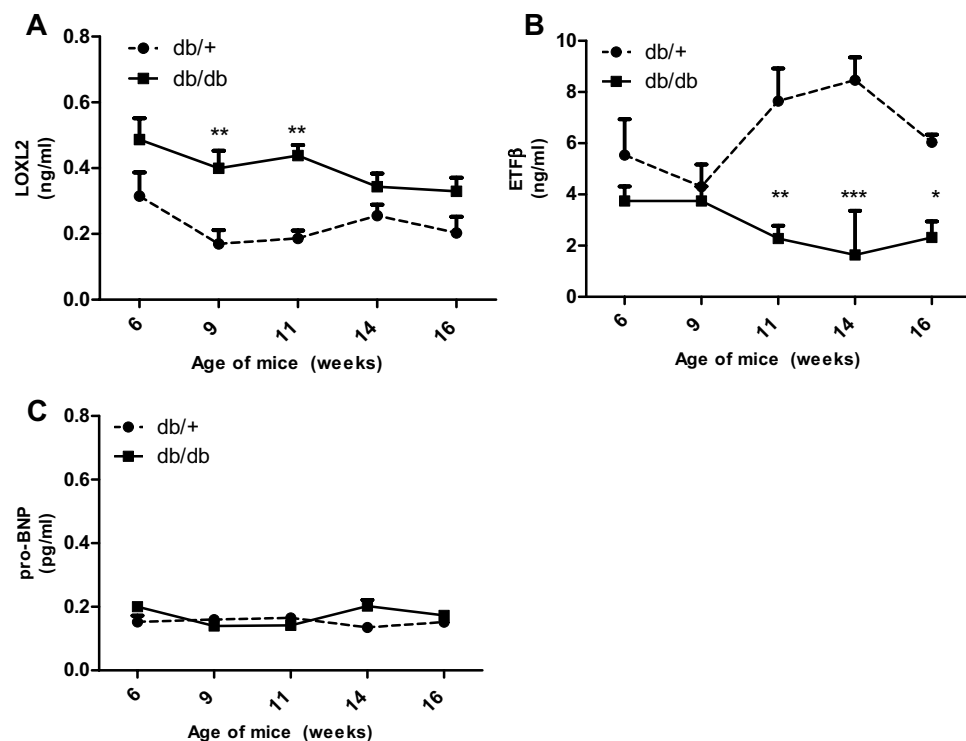 A
0.8
0.6
0.4
0.2
0.0
LOXL2
(ng/ml)
db/+
db/db
**
**
6
9
11
14
16
Age of mice (weeks)
B
10
8
6
4
2
0
ETFβ
(ng/ml)
db/+
db/db
**
***
*
6
9
11
14
16
Age of mice (weeks)
C
0.8
0.6
0.4
0.2
0.0
pro-BNP
(pg/ml)
db/+
db/db
6
9
11
14
16
Age of mice (weeks)